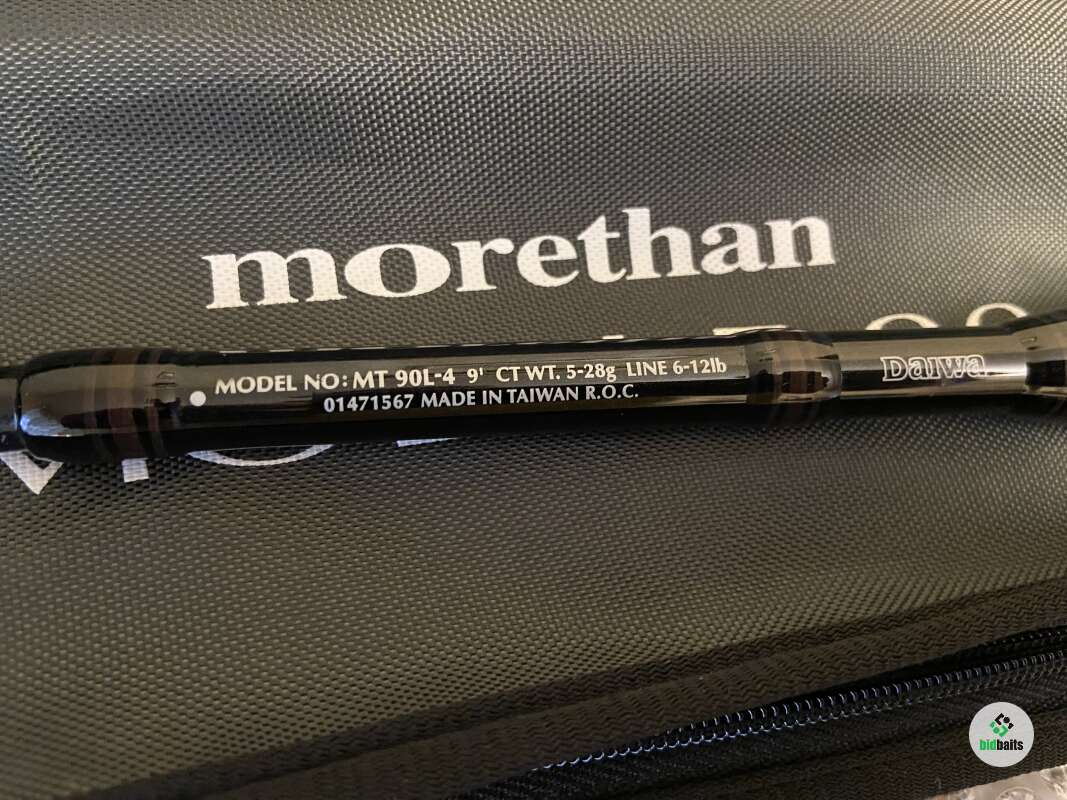 morethan
MODEL NO: MT 90L-4 9' CT WT. 5-28g LINE 6-12lb
01471567 MADE IN TAIWAN R.O.C.
DAIWA
bidbaits